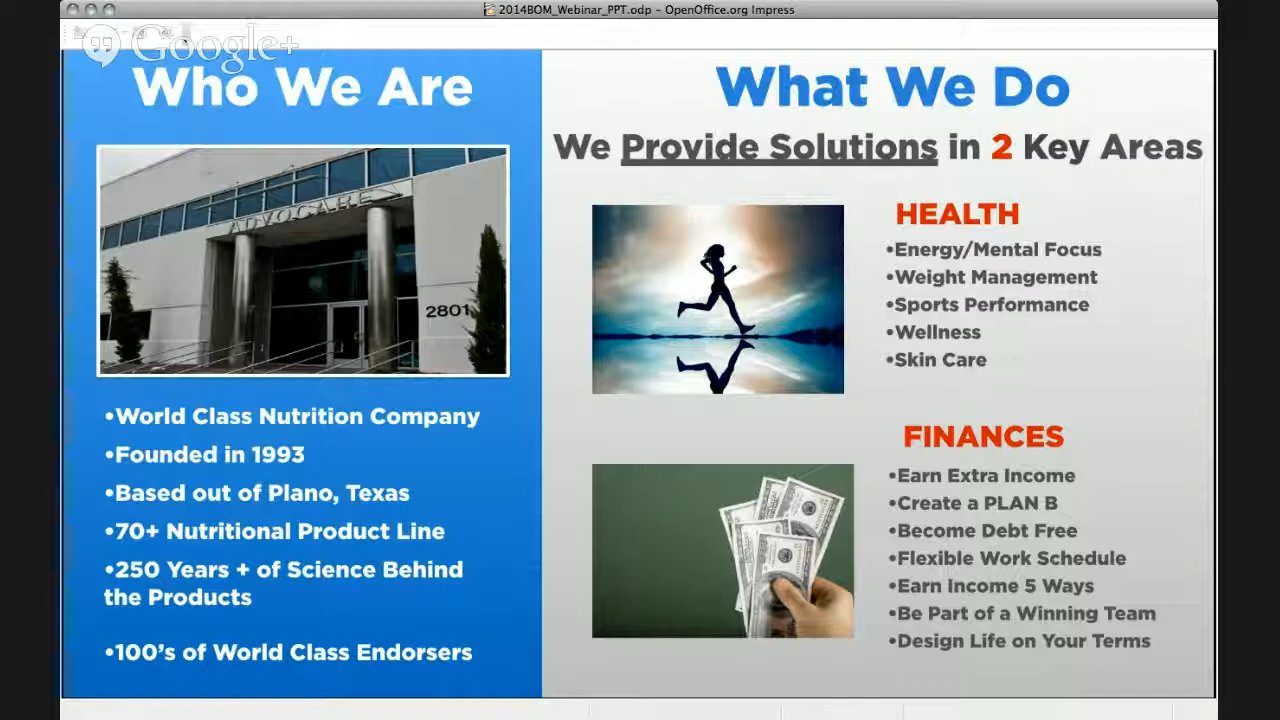 2014BOM_Webinar_PPT.odp - OpenOffice.org Impress
Google+
Who We Are
ADVOCARE
2801
•World Class Nutrition Company
•Founded in 1993
•Based out of Plano, Texas
•70+ Nutritional Product Line
•250 Years + of Science Behind
the Products
•100’s of World Class Endorsers
What We Do
We Provide Solutions in 2 Key Areas
HEALTH
•Energy/Mental Focus
•Weight Management
•Sports Performance
•Wellness
•Skin Care
FINANCES
•Earn Extra Income
•Create a PLAN B
•Become Debt Free
•Flexible Work Schedule
•Earn Income 5 Ways
•Be Part of a Winning Team
•Design Life on Your Terms